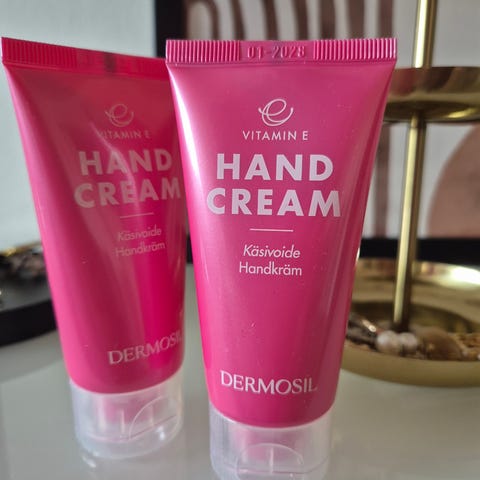 VITAMIN E
HAND
CREAM
Käsivoide
Handkräm
DERMOSIL
01-2028
VITAMIN E
HAND
CREAM
Käsivoide
Handkräm
DERMOSIL